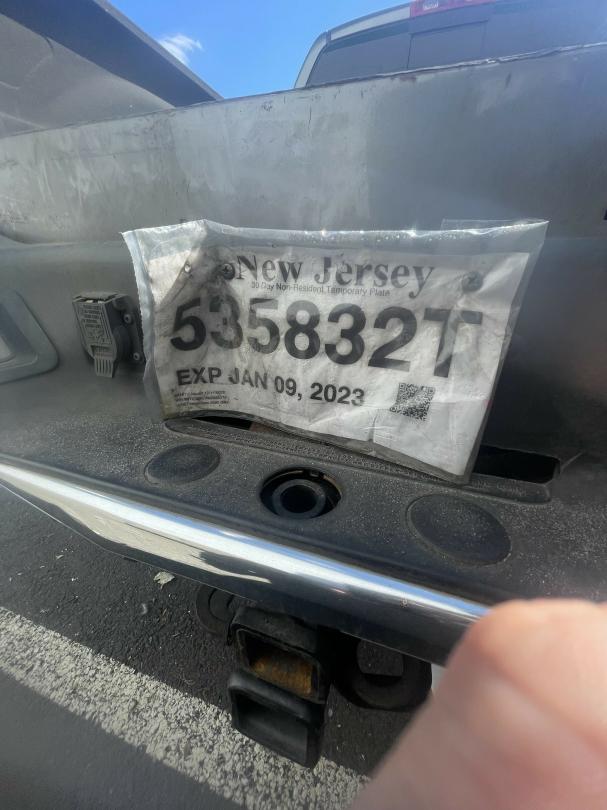 New Jersey
30 Day Non-Resident Temporary Plate
535832T
EXP JAN 09, 2023